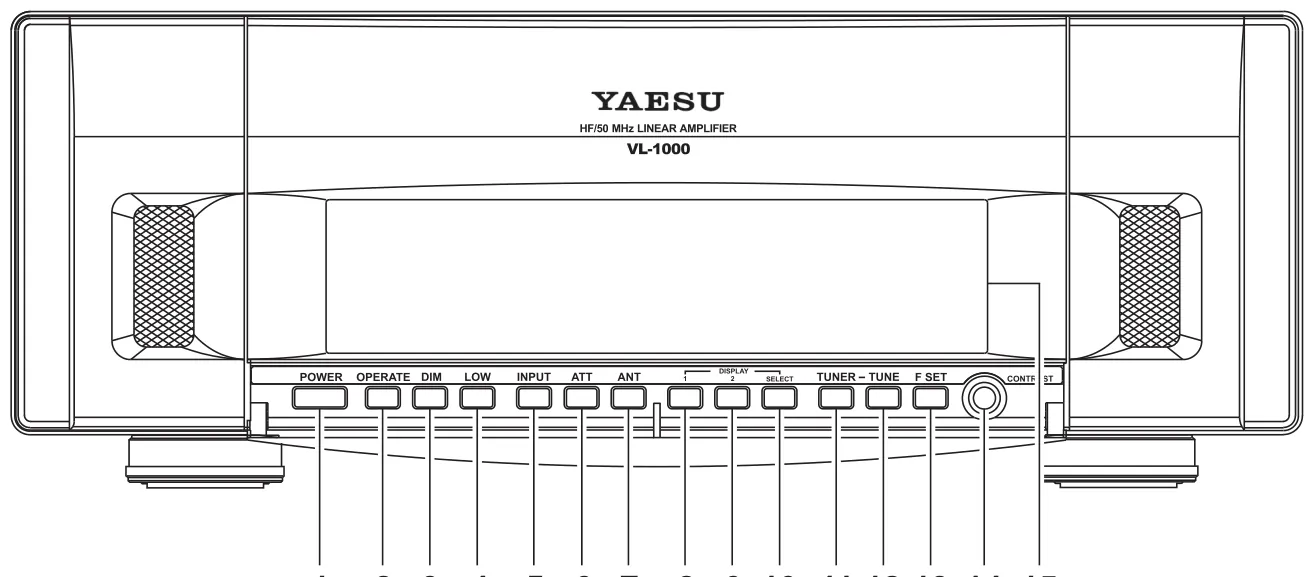 YAESU
HF/50 MHz LINEAR AMPLIFIER
VL-1000
DISPLAY
POWER OPERATE DIM LOW INPUT ATT ANT 1 2 SELECT TUNER – TUNE F SET